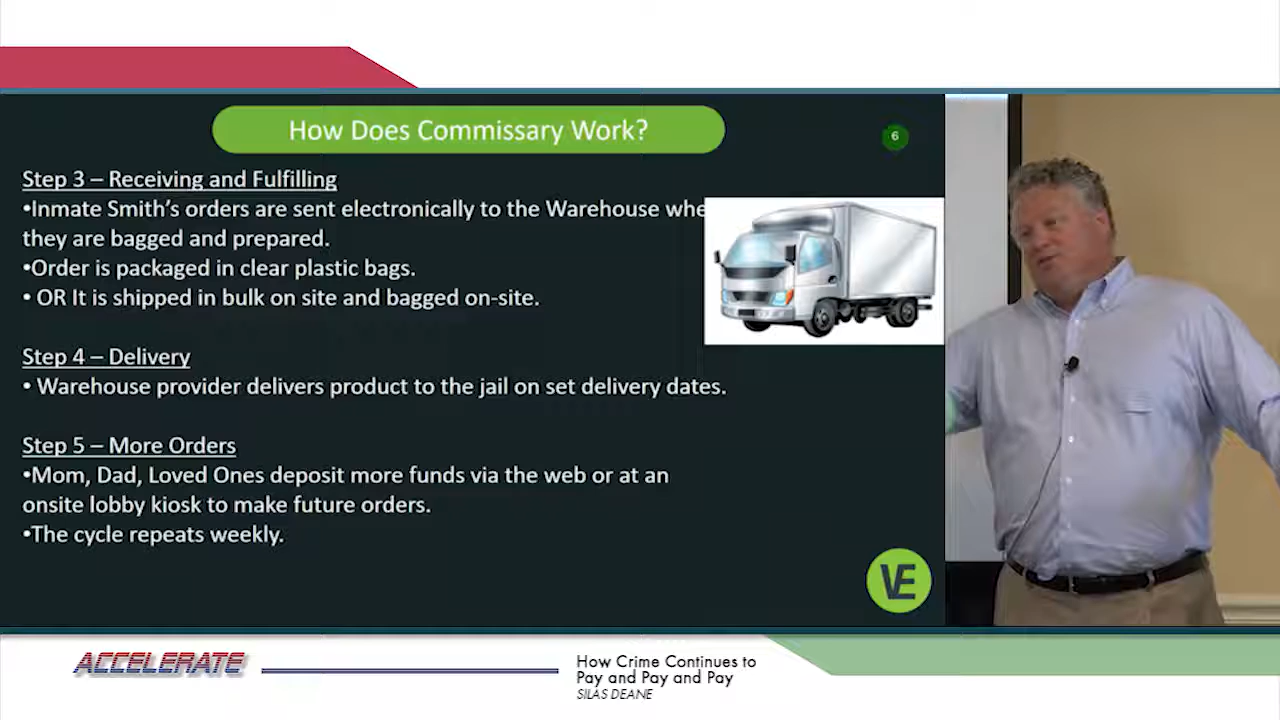 How Does Commissary Work?
6
Step 3 – Receiving and Fulfilling
•Inmate Smith's orders are sent electronically to the Warehouse whe
they are bagged and prepared.
•Order is packaged in clear plastic bags.
• OR It is shipped in bulk on site and bagged on-site.
Step 4 – Delivery
• Warehouse provider delivers product to the jail on set delivery dates.
Step 5 – More Orders
•Mom, Dad, Loved Ones deposit more funds via the web or at an
onsite lobby kiosk to make future orders.
•The cycle repeats weekly.
VE
ACCELERATE
How Crime Continues to
Pay and Pay and Pay
SILAS DEANE